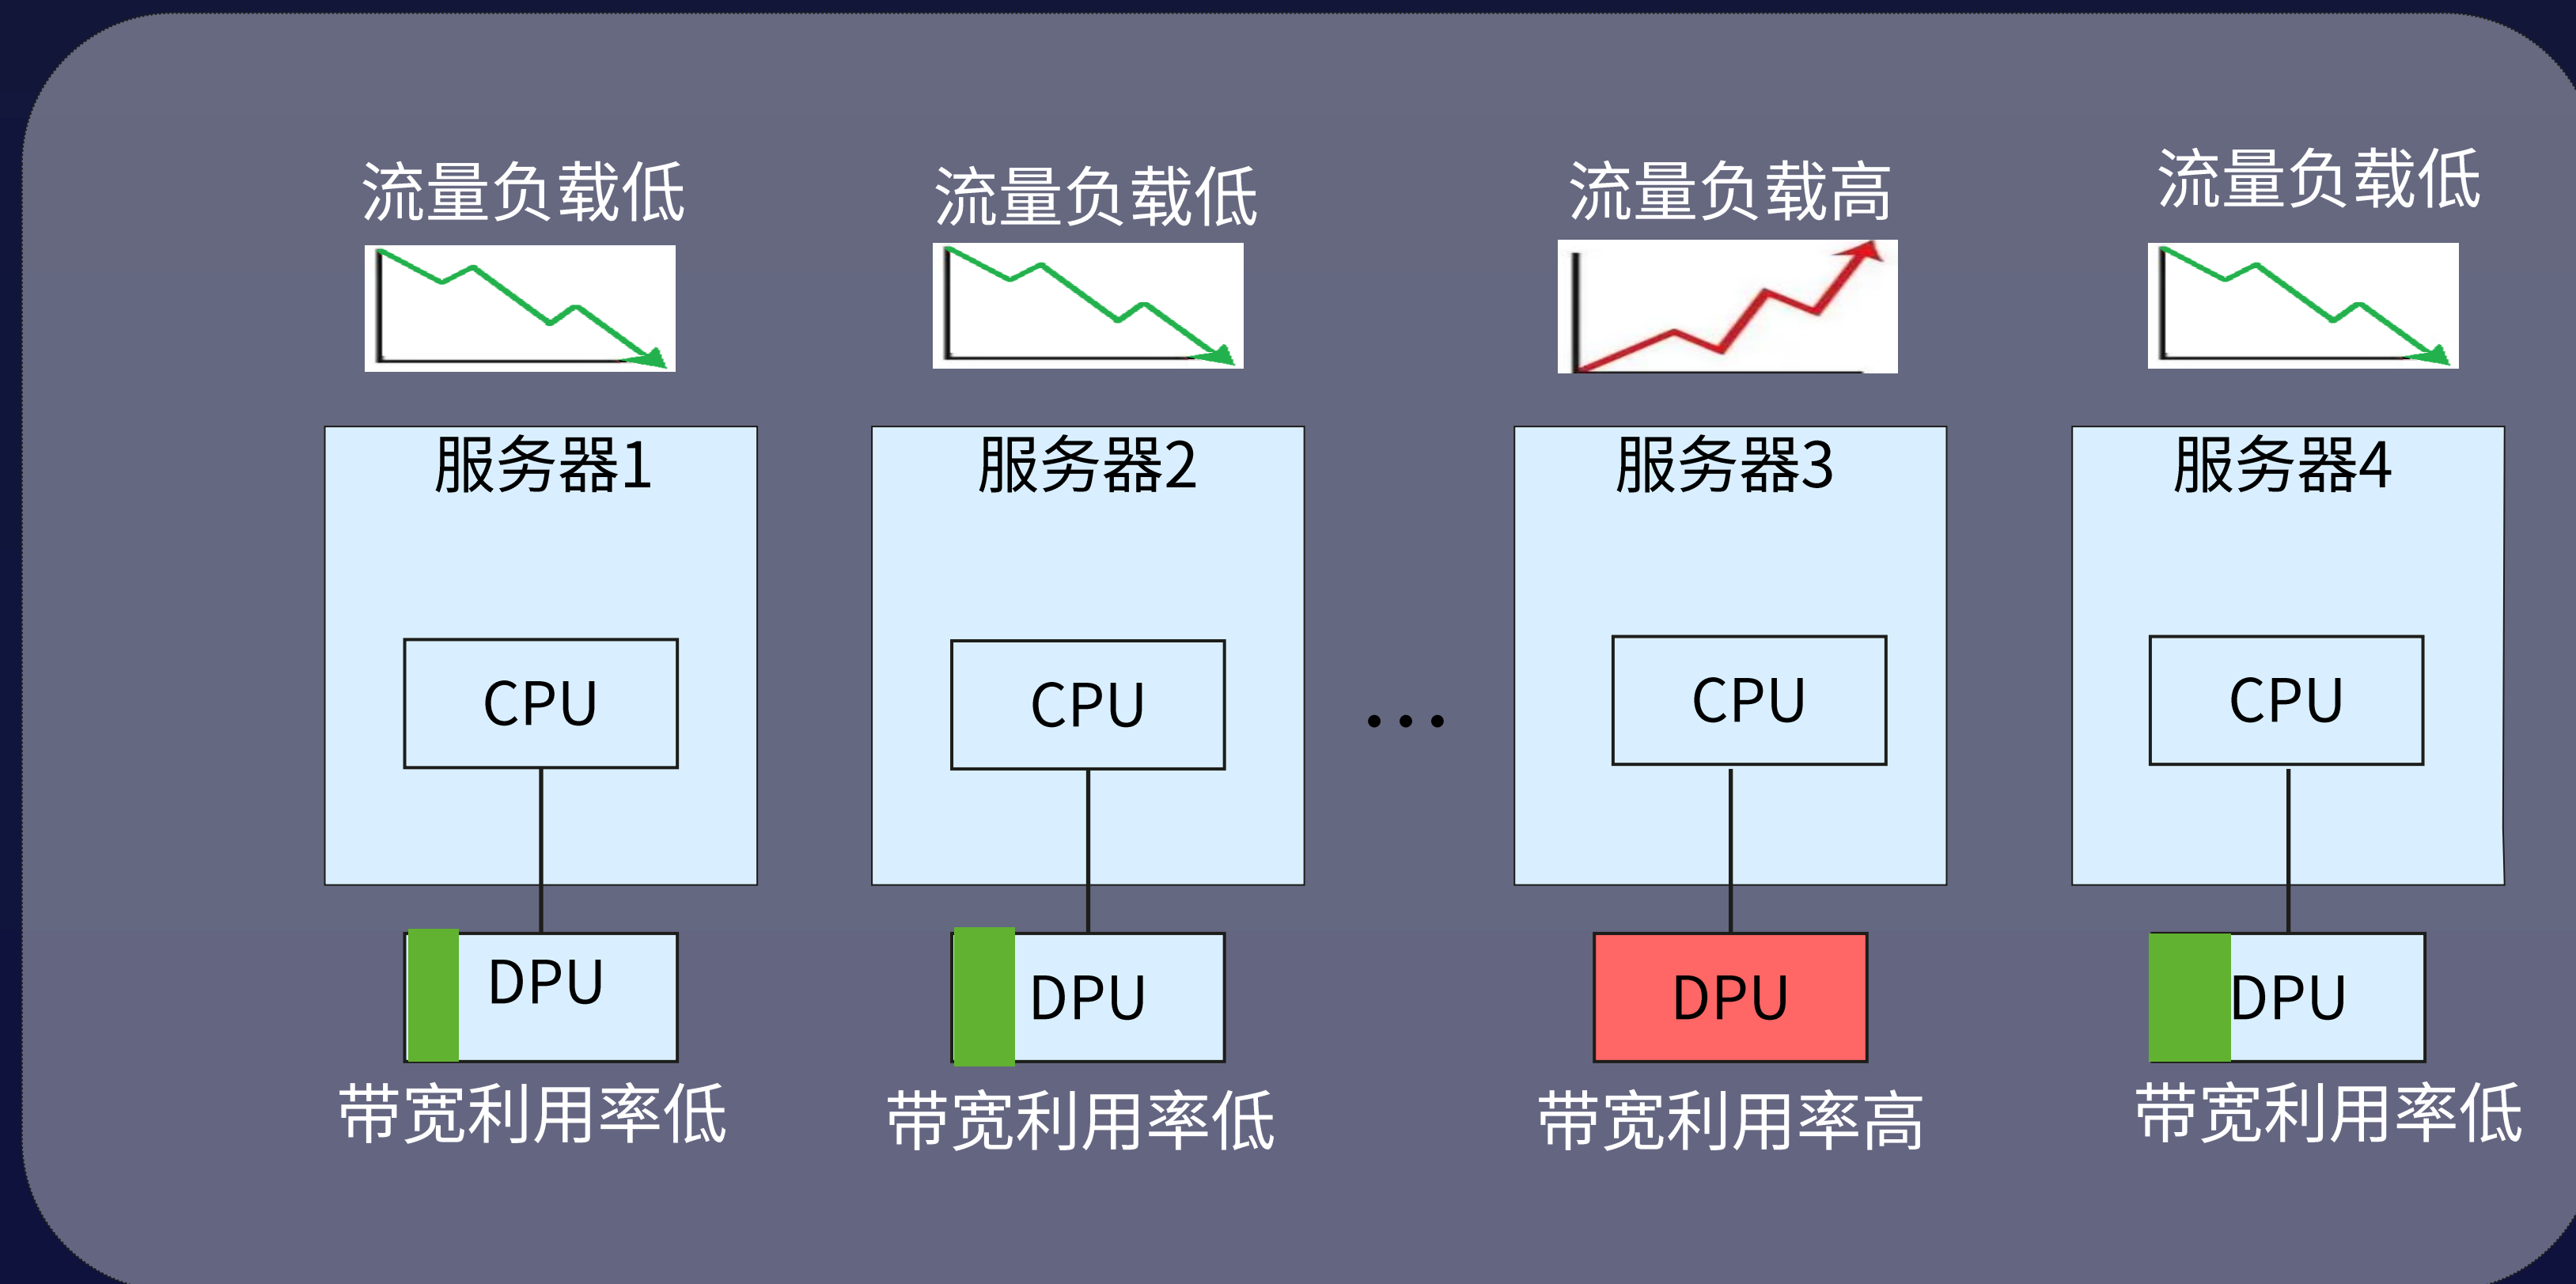 流量负载低
流量负载低
流量负载高
流量负载低
服务器1
服务器2
服务器3
服务器4
CPU
CPU
...
CPU
CPU
DPU
DPU
DPU
DPU
带宽利用率低
带宽利用率低
带宽利用率高
带宽利用率低